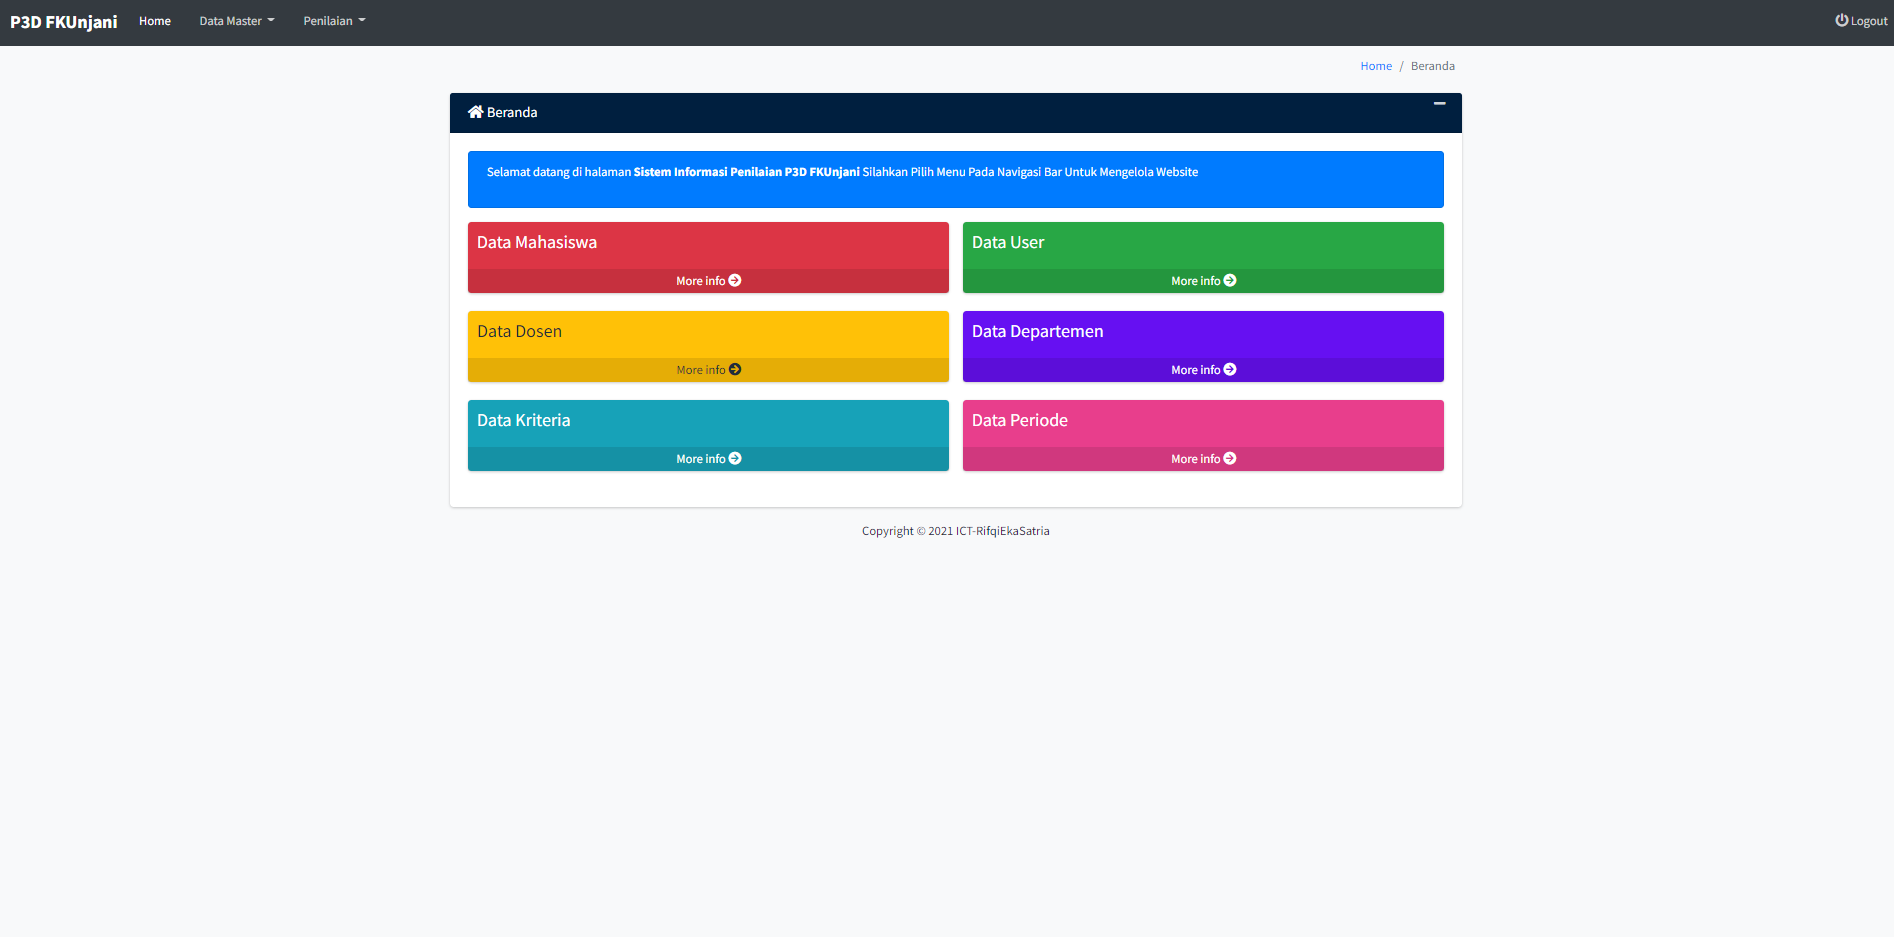 P3D FKUnjani Home Data Master Penilaian Logout
Home / Beranda
Beranda
Selamat datang di halaman Sistem Informasi Penilaian P3D FKUnjani Silahkan Pilih Menu Pada Navigasi Bar Untuk Mengelola Website
Data Mahasiswa
More info
Data User
More info
Data Dosen
More info
Data Departemen
More info
Data Kriteria
More info
Data Periode
More info
Copyright © 2021 ICT-RifqiEkaSatria